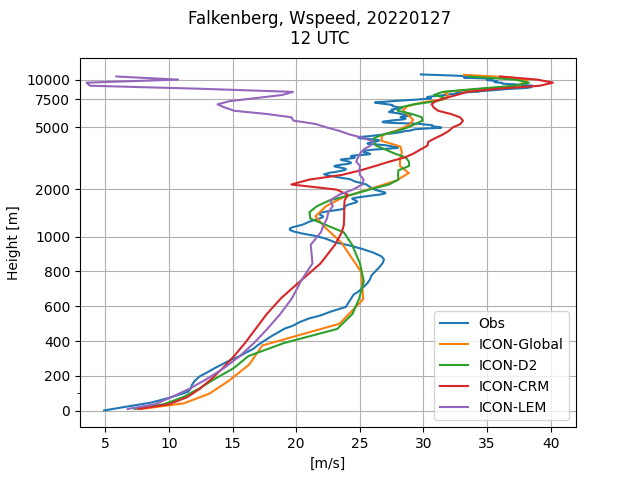 Falkenberg, Wspeed, 20220127
12 UTC
10000
7500
5000
2000
1000
800
600
400
200
0
Height [m]
5
10
15
20
25
30
35
40
[m/s]
Obs
ICON-Global
ICON-D2
ICON-CRM
ICON-LEM